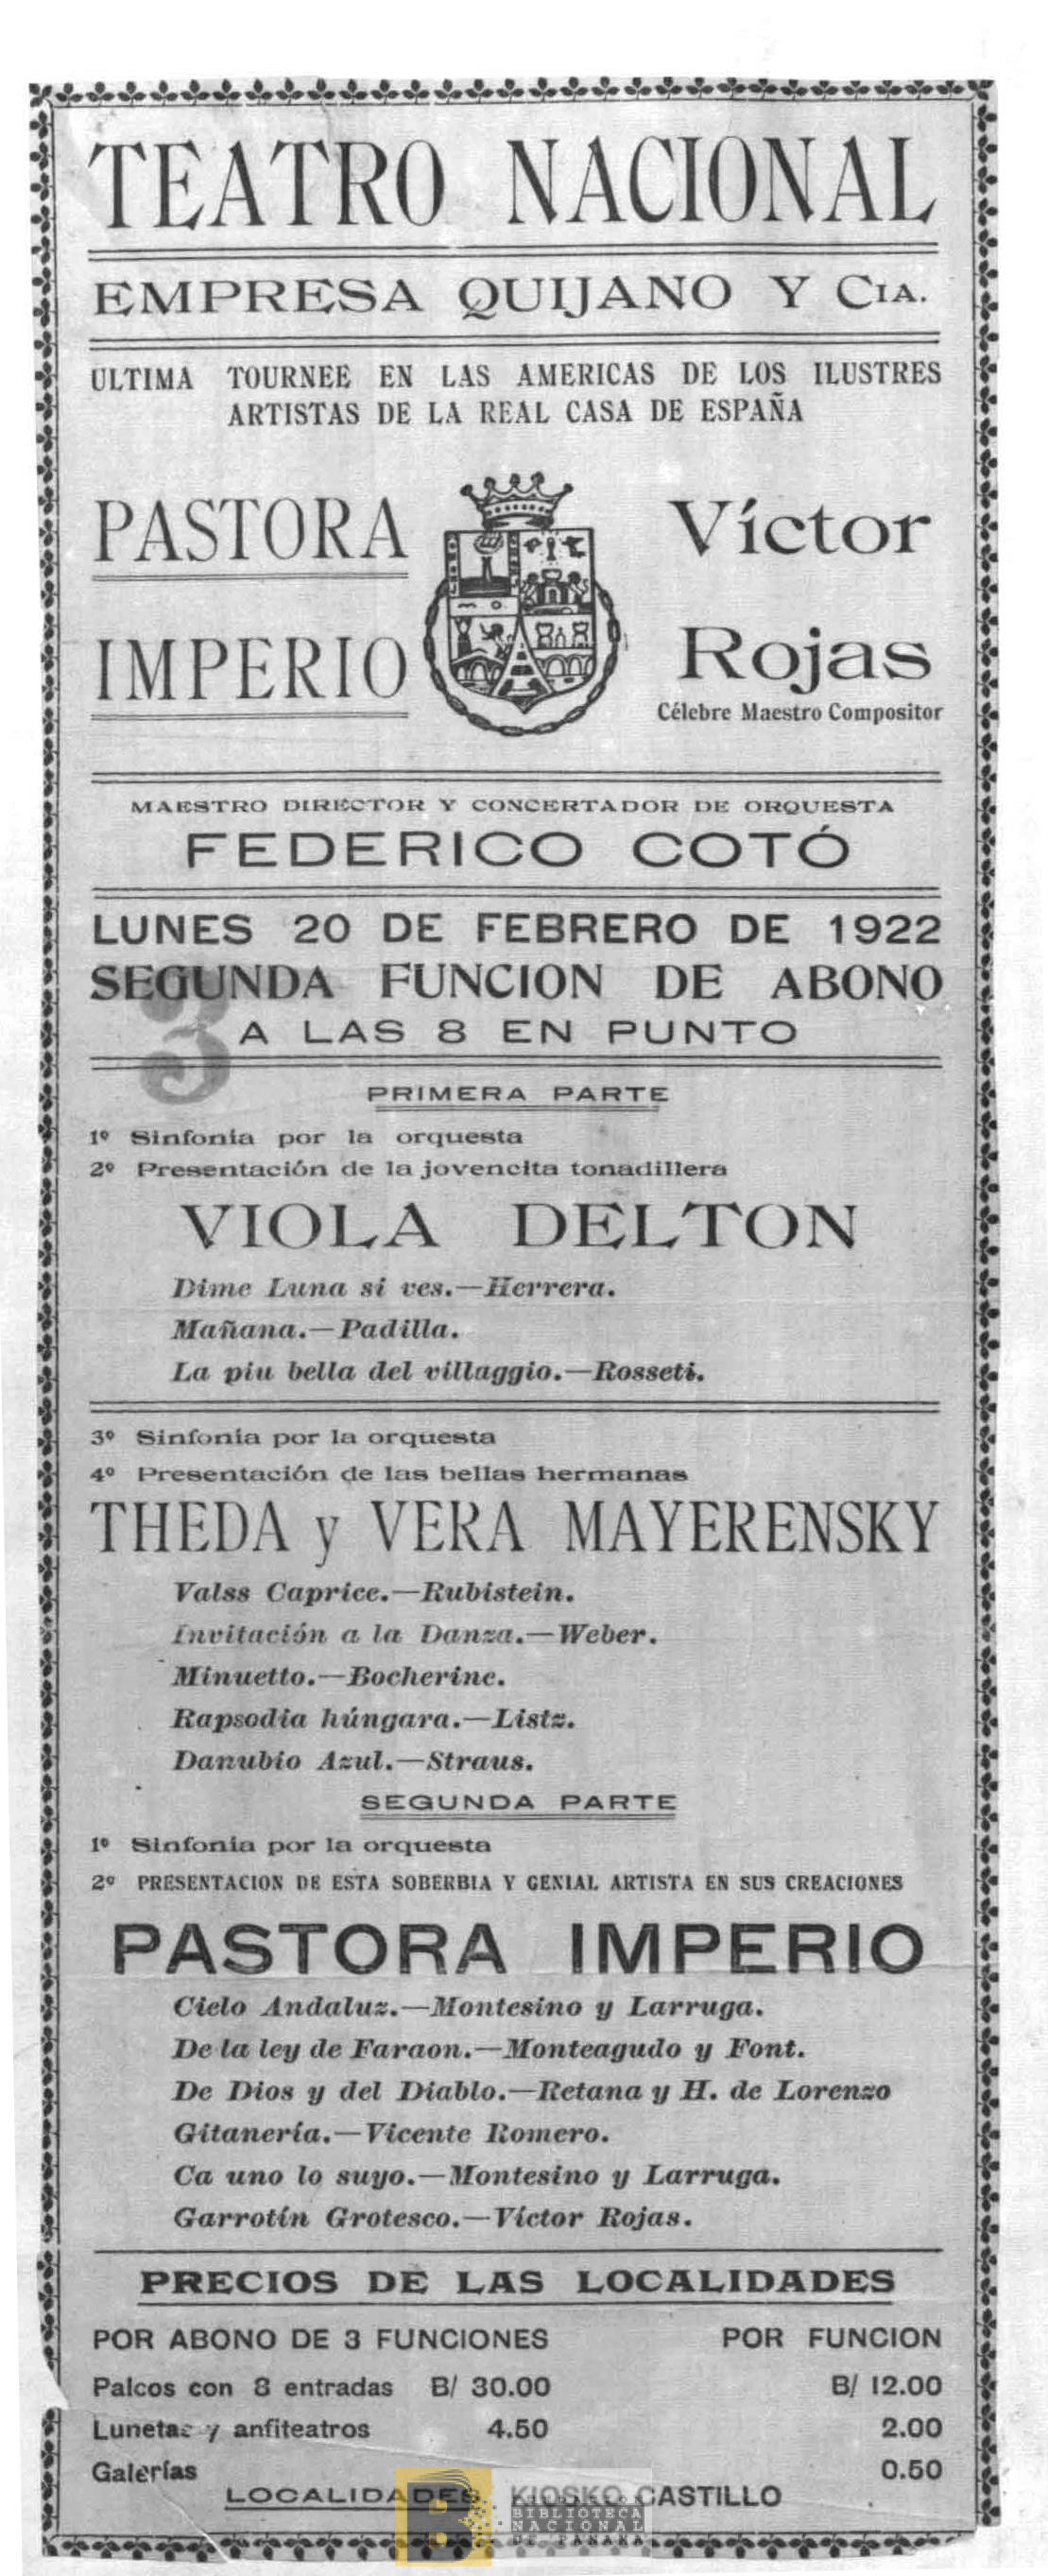 TEATRO NACIONAL
EMPRESA QUIJANO Y CIA.
ULTIMA TOURNEE EN LAS AMERICAS DE LOS ILUSTRES
ARTISTAS DE LA REAL CASA DE ESPAÑA
PASTORA
IMPERIO
Víctor
Rojas
Célebre Maestro Compositor
MAESTRO DIRECTOR Y CONCERTADOR DE ORQUESTA
FEDERICO COTÓ
LUNES 20 DE FEBRERO DE 1922
SEGUNDA FUNCION DE ABONO
3
A LAS 8 EN PUNTO
PRIMERA PARTE
1º Sinfonia por la orquesta
2º Presentación de la jovencita tonadillera
VIOLA DELTON
Dime Luna si ves.—Herrera.
Mañana.—Padilla.
La piu bella del villaggio.—Rosseti.
3º Sinfonia por la orquesta
4º Presentación de las bellas hermanas
THEDA y VERA MAYERENSKY
Valss Caprice.—Rubistein.
Invitación a la Danza.—Weber.
Minuetto.—Bocherine.
Rapsodia húngara.—Listz.
Danubio Azul.—Straus.
SEGUNDA PARTE
1º Sinfonia por la orquesta
2º PRESENTACION DE ESTA SOBERBIA Y GENIAL ARTISTA EN SUS CREACIONES
PASTORA IMPERIO
Cielo Andaluz.—Montesino y Larruga.
De la ley de Faraon.—Monteagudo y Font.
De Dios y del Diablo.—Retana y H. de Lorenzo
Gitanería.—Vicente Romero.
Ca uno lo suyo.—Montesino y Larruga.
Garrotín Grotesco.—Víctor Rojas.
PRECIOS DE LAS LOCALIDADES
POR ABONO DE 3 FUNCIONES POR FUNCION
Palcos con 8 entradas B/ 30.00 B/ 12.00
Lunetas y anfiteatros 4.50 2.00
Galerías 0.50
LOCALIDADES KIOSKO CASTILLO
BIBLIOTECA
NACIONAL
DE PANAMA